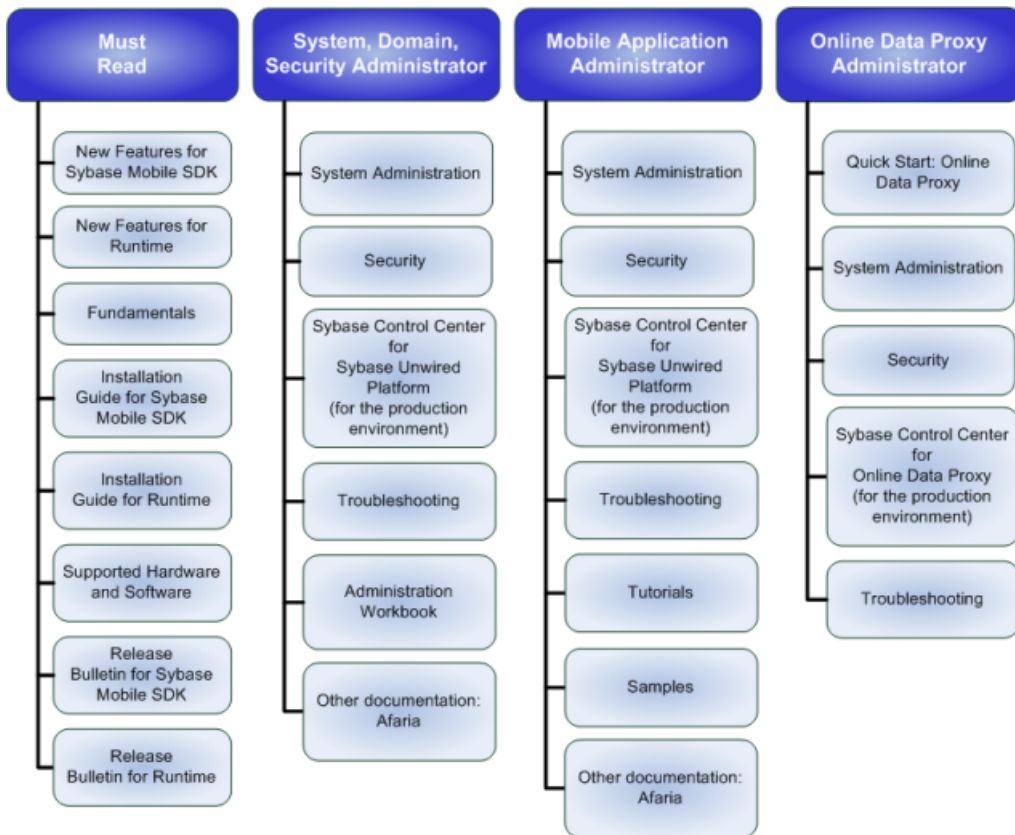 Must
Read
New Features for
Sybase Mobile SDK
New Features for
Runtime
Fundamentals
Installation
Guide for Sybase
Mobile SDK
Installation
Guide for Runtime
Supported Hardware
and Software
Release
Bulletin for Sybase
Mobile SDK
Release
Bulletin for Runtime
System, Domain,
Security Administrator
System Administration
Security
Sybase Control Center
for
Sybase Unwired
Platform
(for the production
environment)
Troubleshooting
Administration
Workbook
Other documentation:
Afaria
Mobile Application
Administrator
System Administration
Security
Sybase Control Center
for
Sybase Unwired
Platform
(for the production
environment)
Troubleshooting
Tutorials
Samples
Other documentation:
Afaria
Online Data Proxy
Administrator
Quick Start: Online
Data Proxy
System Administration
Security
Sybase Control Center
for
Online Data Proxy
(for the production
environment)
Troubleshooting